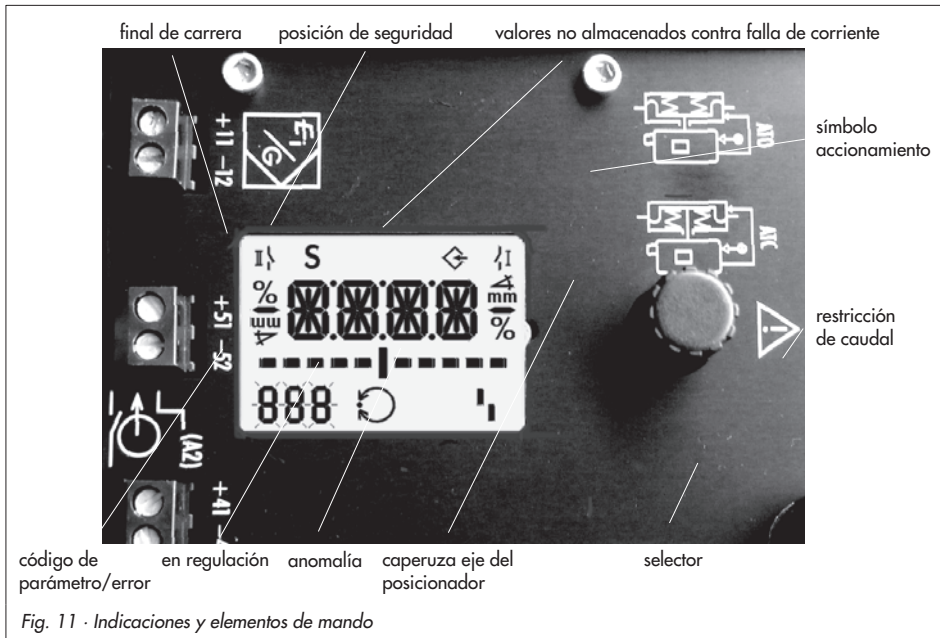 final de carrera
posición de seguridad
valores no almacenados contra falla de corriente
+11 -12
Ei/G
ATO
símbolo
accionamiento
ATC
II
S
I
%
mm
mm
%
+51 -52
restricción
de caudal
888
(A2)
+41
código de
parámetro/error
en regulación
anomalía
caperuza eje del
posicionador
selector
Fig. 11 · Indicaciones y elementos de mando